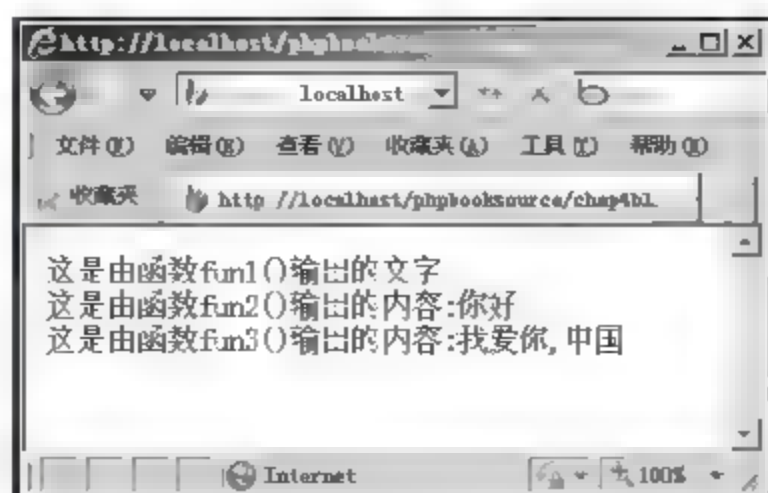 http://localhost/phpbook
localhost
文件(F) 编辑(E) 查看(V) 收藏夹(A) 工具(T) 帮助(H)
收藏夹 http //localhost/phpbooksource/chap4bl
这是由函数fun1()输出的文字
这是由函数fun2()输出的内容:你好
这是由函数fun3()输出的内容:我爱你,中国
Internet 100%